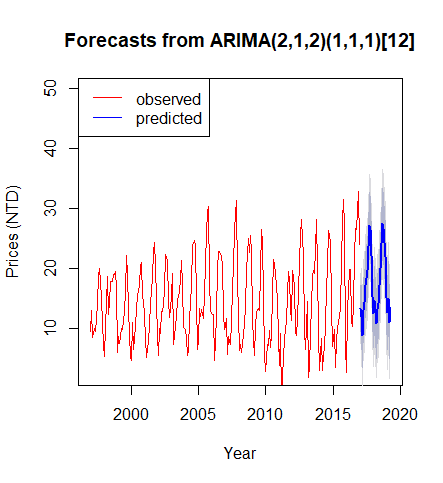 Forecasts from ARIMA(2,1,2)(1,1,1)[12]
observed
predicted
Prices (NTD)
50
40
30
20
10
2000 2005 2010 2015 2020
Year